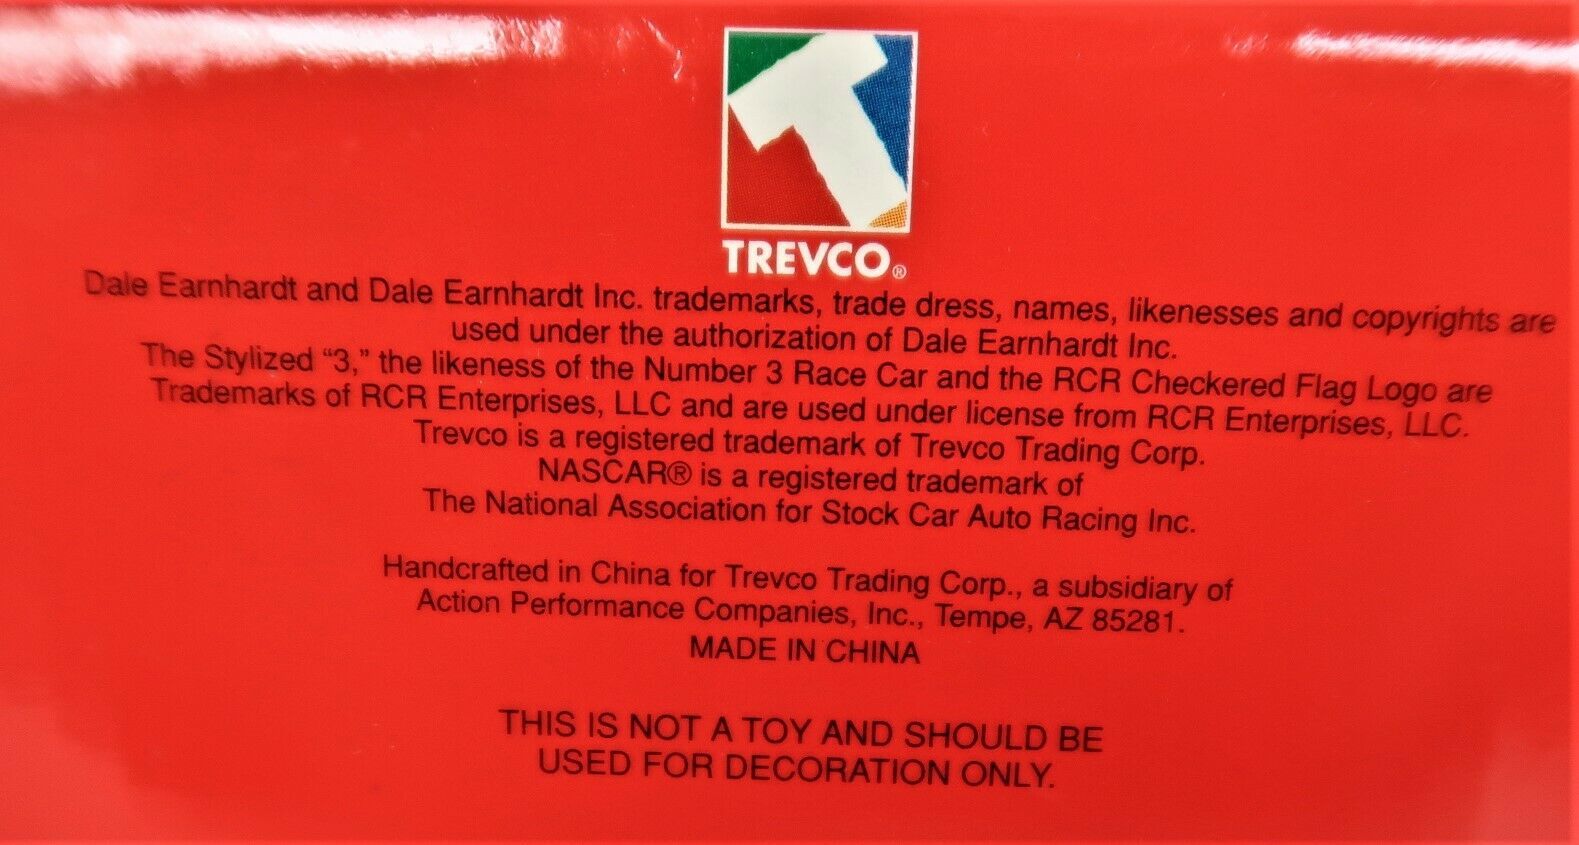 TREVCO®
Dale Earnhardt and Dale Earnhardt Inc. trademarks, trade dress, names, likenesses and copyrights are
used under the authorization of Dale Earnhardt Inc.
The Stylized “3,” the likeness of the Number 3 Race Car and the RCR Checkered Flag Logo are
Trademarks of RCR Enterprises, LLC and are used under license from RCR Enterprises, LLC.
Trevco is a registered trademark of Trevco Trading Corp.
NASCAR® is a registered trademark of
The National Association for Stock Car Auto Racing Inc.
Handcrafted in China for Trevco Trading Corp., a subsidiary of
Action Performance Companies, Inc., Tempe, AZ 85281.
MADE IN CHINA
THIS IS NOT A TOY AND SHOULD BE
USED FOR DECORATION ONLY.